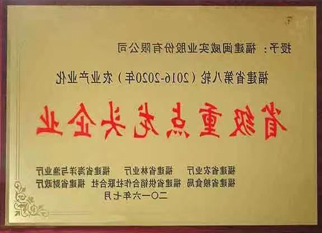 授予：福建闽威实业股份有限公司
福建省第八轮（2016-2020年）农业产业化
省级重点龙头企业
福建省农业厅 福建省林业厅 福建省海洋与渔业厅
福建省粮食局 福建省供销合作社联合社 福建省财政厅
二〇一六年七月